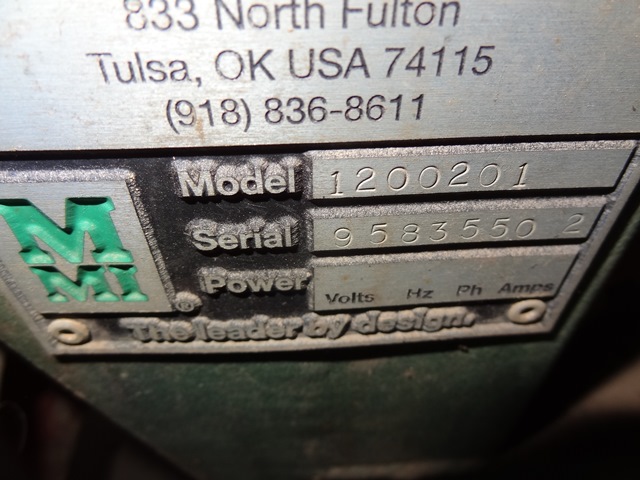 833 North Fulton
Tulsa, OK USA 74115
(918) 836-8611
Model 1200201
Serial 9583550 2
Power Volts Hz Ph Amps
M
MI
®
The leader by design.